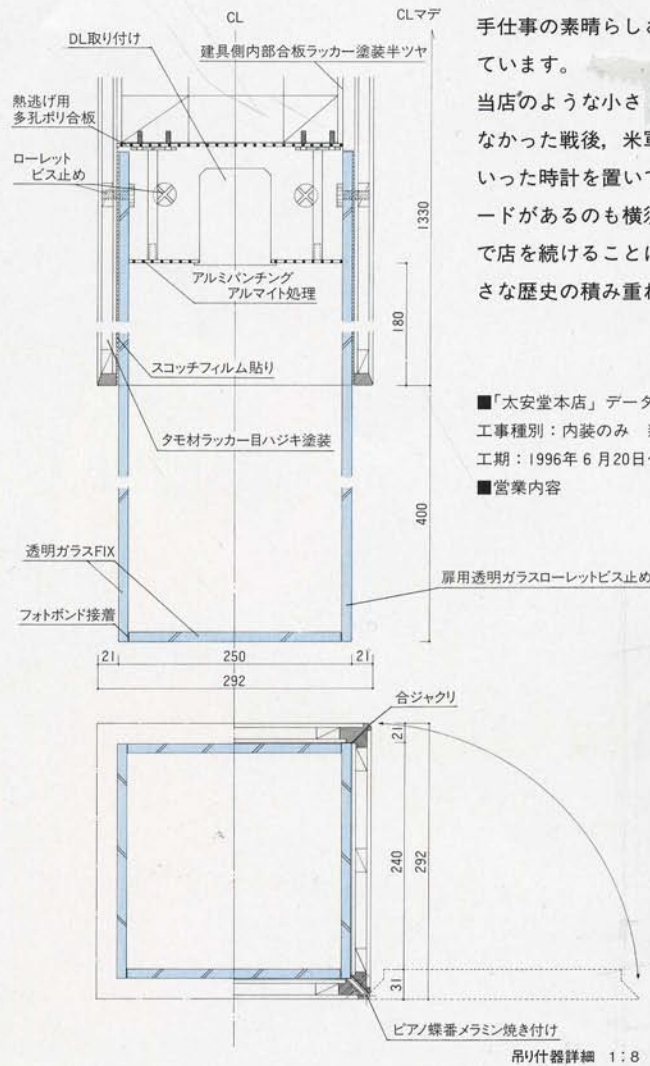 CL
CLマデ
DL取り付け
建具側内部合板ラッカー塗装半ツヤ
熱逃げ用
多孔ポリ合板
ローレット
ビス止め
1330
アルミパンチング
アルマイト処理
180
スコッチフィルム貼り
タモ材ラッカー目ハジキ塗装
400
透明ガラスFIX
扉用透明ガラスローレットビス止め
フォトボンド接着
21 250 21
292
合ジャクリ
21
240
292
31
ピアノ蝶番メラミン焼き付け
吊り什器詳細 1:8
手仕事の素晴らしさ
ています。
当店のような小さ
なかった戦後，米軍
いった時計を置いて
ードがあるのも横須
で店を続けることに
さな歴史の積み重ね
■「太安堂本店」データ
工事種別：内装のみ
工期：1996年6月20日
■営業内容